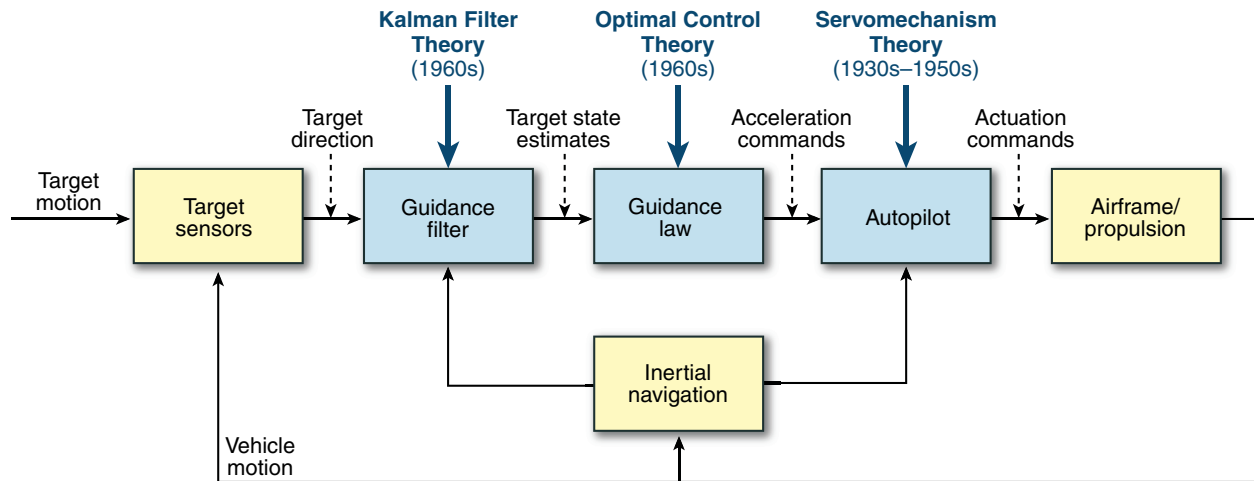 Kalman Filter
Theory
(1960s)
Optimal Control
Theory
(1960s)
Servomechanism
Theory
(1930s–1950s)
Target
direction
Target state
estimates
Acceleration
commands
Actuation
commands
Target
motion
Target
sensors
Guidance
filter
Guidance
law
Autopilot
Airframe/
propulsion
Inertial
navigation
Vehicle
motion